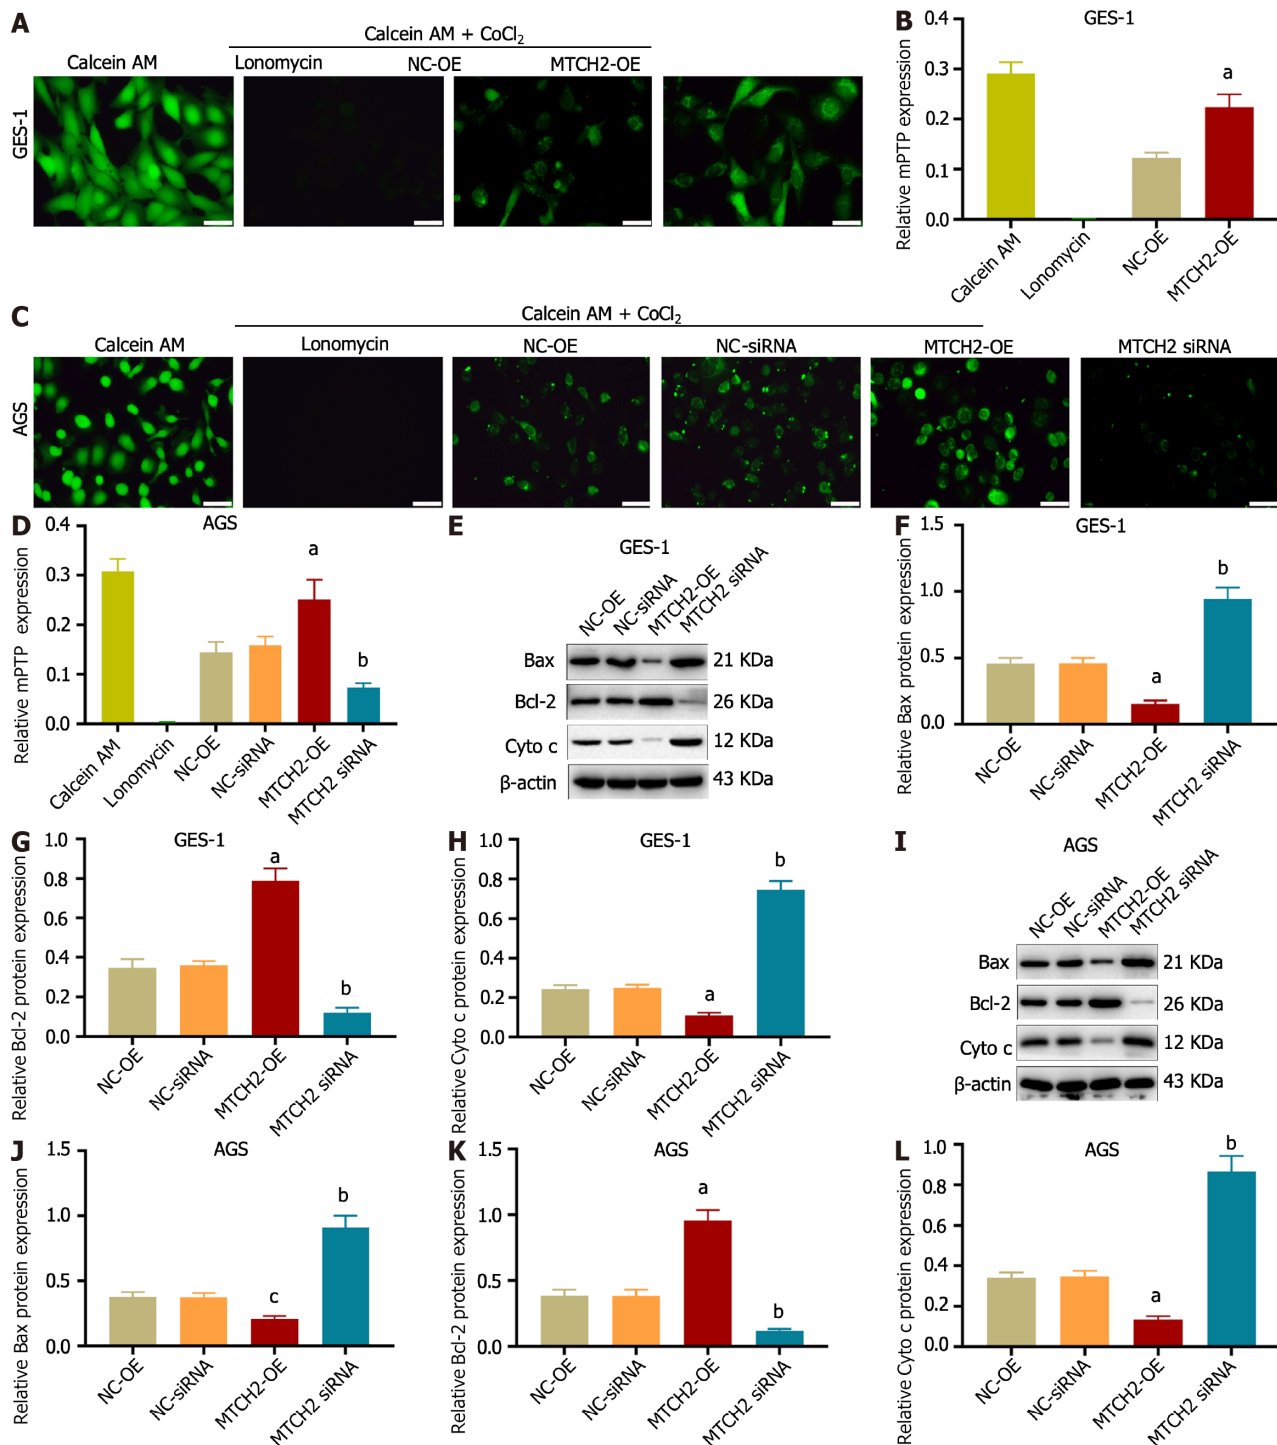 A
Calcein AM + CoCl2
Calcein AM
Lonomycin
NC-OE
MTCH2-OE
GES-1
B
GES-1
Relative mPTP expression
0.4
0.3
0.2
0.1
0.0
a
Calcein AM
Lonomycin
NC-OE
MTCH2-OE
C
Calcein AM + CoCl2
Calcein AM
Lonomycin
NC-OE
NC-siRNA
MTCH2-OE
MTCH2 siRNA
AGS
D
AGS
Relative mPTP expression
0.4
0.3
0.2
0.1
0.0
a
b
Calcein AM
Lonomycin
NC-OE
NC-siRNA
MTCH2-OE
MTCH2 siRNA
E
GES-1
NC-OE
NC-siRNA
MTCH2-OE
MTCH2 siRNA
Bax 21 KDa
Bcl-2 26 KDa
Cyto c 12 KDa
β-actin 43 KDa
F
GES-1
Relative Bax protein expression
1.5
1.0
0.5
0.0
a
b
NC-OE
NC-siRNA
MTCH2-OE
MTCH2 siRNA
G
GES-1
Relative Bcl-2 protein expression
1.0
0.8
0.6
0.4
0.2
0.0
a
b
NC-OE
NC-siRNA
MTCH2-OE
MTCH2 siRNA
H
GES-1
Relative Cyto c protein expression
1.0
0.8
0.6
0.4
0.2
0.0
a
b
NC-OE
NC-siRNA
MTCH2-OE
MTCH2 siRNA
I
AGS
NC-OE
NC-siRNA
MTCH2-OE
MTCH2 siRNA
Bax 21 KDa
Bcl-2 26 KDa
Cyto c 12 KDa
β-actin 43 KDa
J
AGS
Relative Bax protein expression
1.5
1.0
0.5
0.0
c
b
NC-OE
NC-siRNA
MTCH2-OE
MTCH2 siRNA
K
AGS
Relative Bcl-2 protein expression
1.5
1.0
0.5
0.0
a
b
NC-OE
NC-siRNA
MTCH2-OE
MTCH2 siRNA
L
AGS
Relative Cyto c protein expression
1.0
0.8
0.6
0.4
0.2
0.0
a
b
NC-OE
NC-siRNA
MTCH2-OE
MTCH2 siRNA